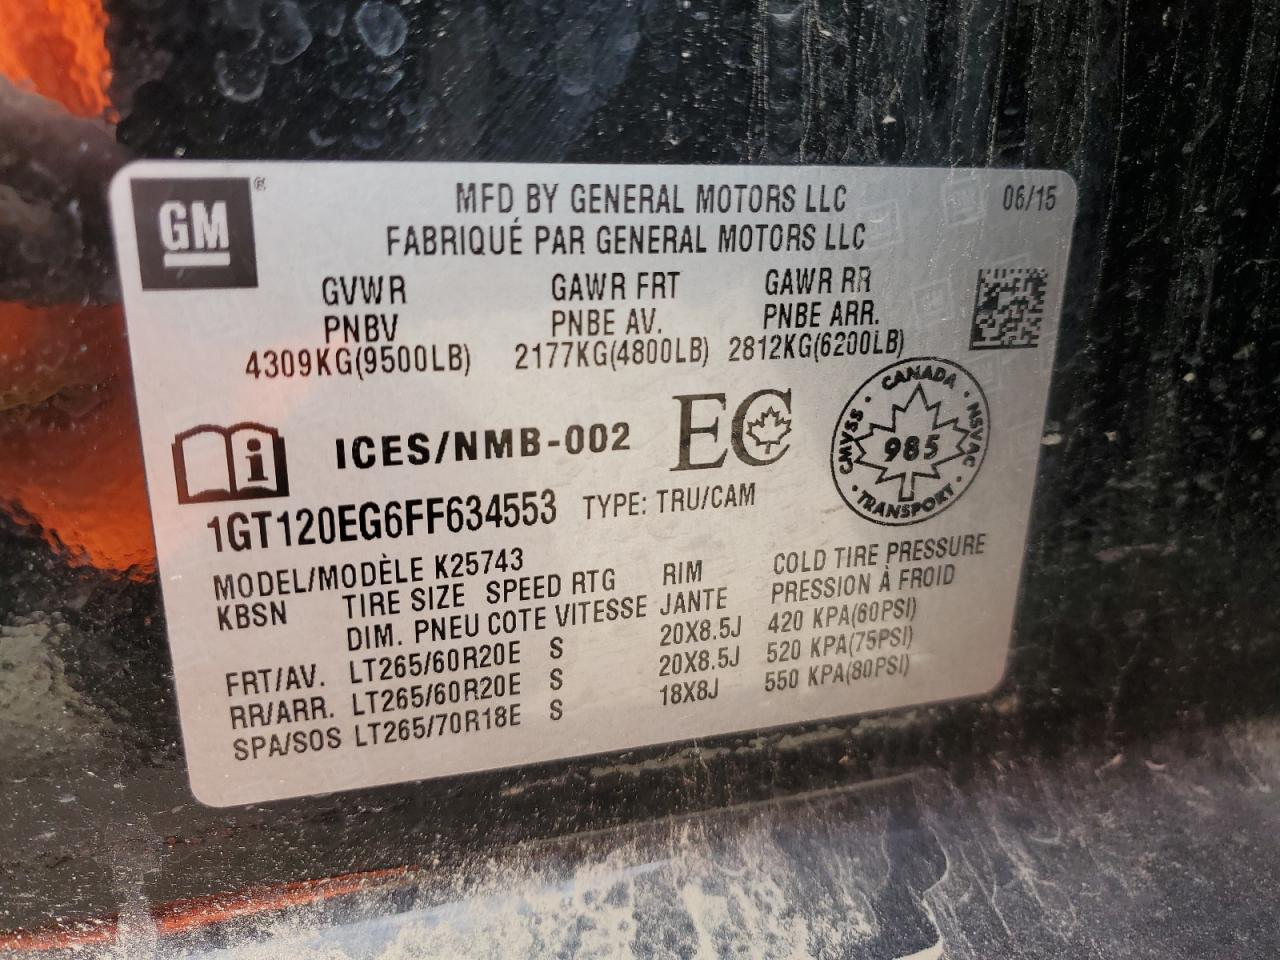 GM®
MFD BY GENERAL MOTORS LLC
06/15
FABRIQUÉ PAR GENERAL MOTORS LLC
GVWR GAWR FRT GAWR RR
PNBV PNBE AV. PNBE ARR.
4309KG(9500LB) 2177KG(4800LB) 2812KG(6200LB)
i ICES/NMB-002 EC
CANADA NSVAC TRANSPORT CMVSS
985
1GT120EG6FF634553 TYPE: TRU/CAM
MODEL/MODÈLE K25743
KBSN TIRE SIZE SPEED RTG RIM COLD TIRE PRESSURE
DIM. PNEU COTE VITESSE JANTE PRESSION À FROID
FRT/AV. LT265/60R20E S 20X8.5J 420 KPA(60PSI)
RR/ARR. LT265/60R20E S 20X8.5J 520 KPA(75PSI)
SPA/SOS LT265/70R18E S 18X8J 550 KPA(80PSI)